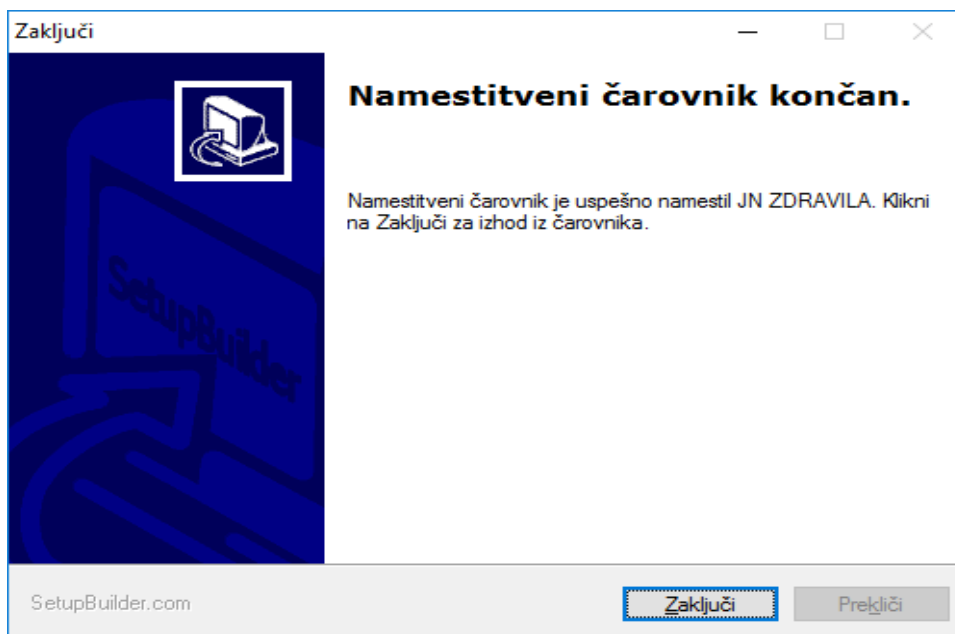 Zaključi
Namestitveni čarovnik končan.
Namestitveni čarovnik je uspešno namestil JN ZDRAVILA. Klikni
na Zaključi za izhod iz čarovnika.
SetupBuilder
SetupBuilder.com
Zaključi
Prekliči